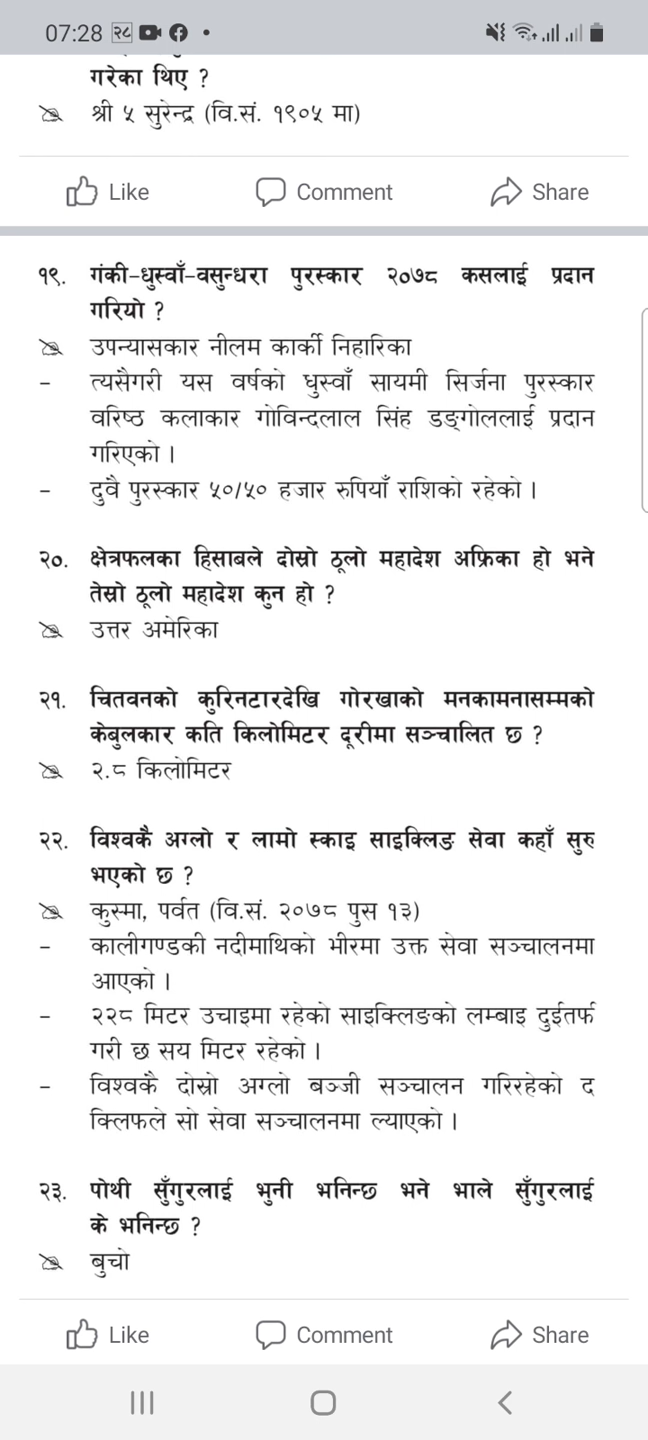 07:28 २८
गरेका थिए ?
श्री ५ सुरेन्द्र (वि.सं. १९०५ मा)
Like Comment Share
१९. गंकी-धुस्वाँ-वसुन्धरा पुरस्कार २०७८ कसलाई प्रदान
गरियो ?
उपन्यासकार नीलम कार्की निहारिका
- त्यसैगरी यस वर्षको धुस्वाँ सायमी सिर्जना पुरस्कार
वरिष्ठ कलाकार गोविन्दलाल सिंह डङ्गोललाई प्रदान
गरिएको ।
- दुवै पुरस्कार ५०/५० हजार रुपियाँ राशिको रहेको ।
२०. क्षेत्रफलका हिसाबले दोस्रो ठूलो महादेश अफ्रिका हो भने
तेस्रो ठूलो महादेश कुन हो ?
उत्तर अमेरिका
२१. चितवनको कुरिनटारदेखि गोरखाको मनकामनासम्मको
केबुलकार कति किलोमिटर दूरीमा सञ्चालित छ ?
२.८ किलोमिटर
२२. विश्वकै अग्लो र लामो स्काइ साइक्लिङ सेवा कहाँ सुरु
भएको छ ?
कुस्मा, पर्वत (वि.सं. २०७८ पुस १३)
- कालीगण्डकी नदीमाथिको भीरमा उक्त सेवा सञ्चालनमा
आएको ।
- २२८ मिटर उचाइमा रहेको साइक्लिङको लम्बाइ दुईतर्फ
गरी छ सय मिटर रहेको ।
- विश्वकै दोस्रो अग्लो बञ्जी सञ्चालन गरिरहेको द
क्लिफले सो सेवा सञ्चालनमा ल्याएको ।
२३. पोथी सुँगुरलाई भुनी भनिन्छ भने भाले सुँगुरलाई
के भनिन्छ ?
बुचो
Like Comment Share